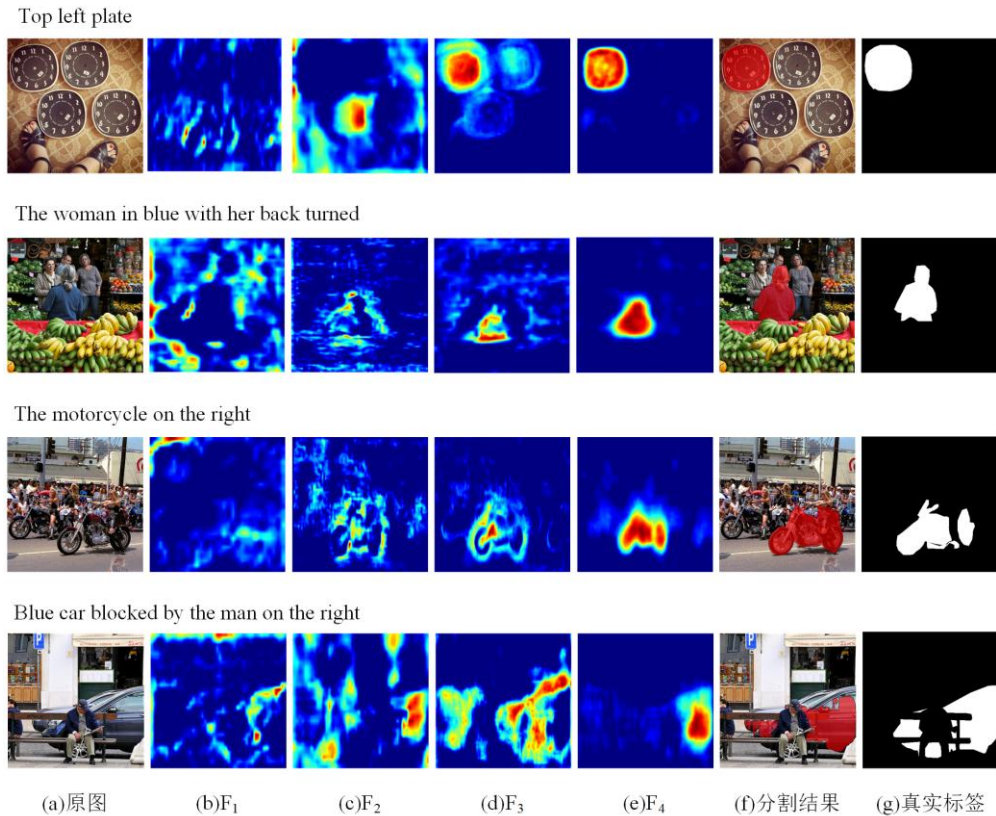 Top left plate
The woman in blue with her back turned
The motorcycle on the right
Blue car blocked by the man on the right
P
(a)原图 (b)F₁ (c)F₂ (d)F₃ (e)F₄ (f)分割结果 (g)真实标签